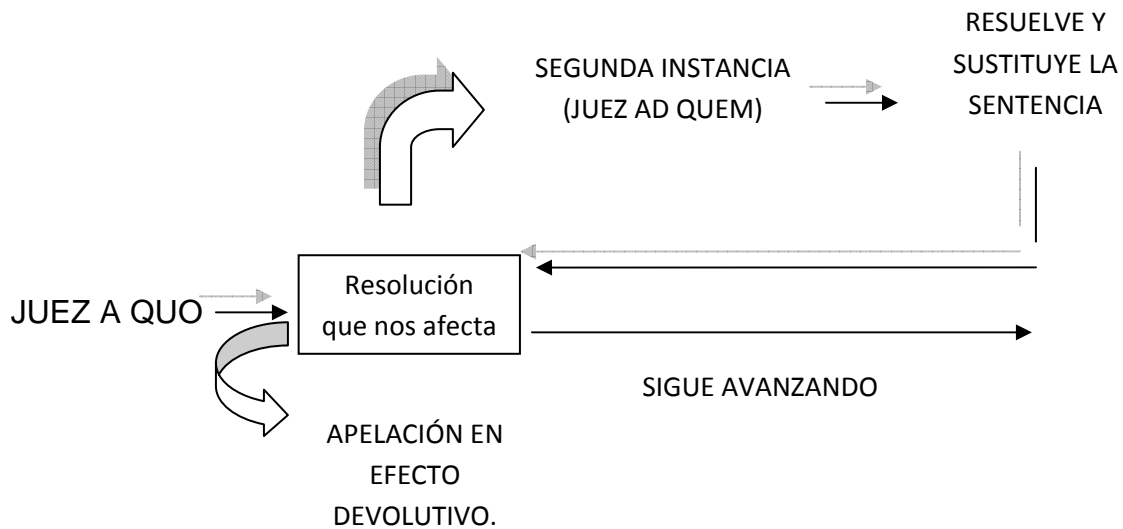 RESUELVE Y
SUSTITUYE LA
SENTENCIA
SEGUNDA INSTANCIA
(JUEZ AD QUEM)
JUEZ A QUO
Resolución
que nos afecta
SIGUE AVANZANDO
APELACIÓN EN
EFECTO
DEVOLUTIVO.